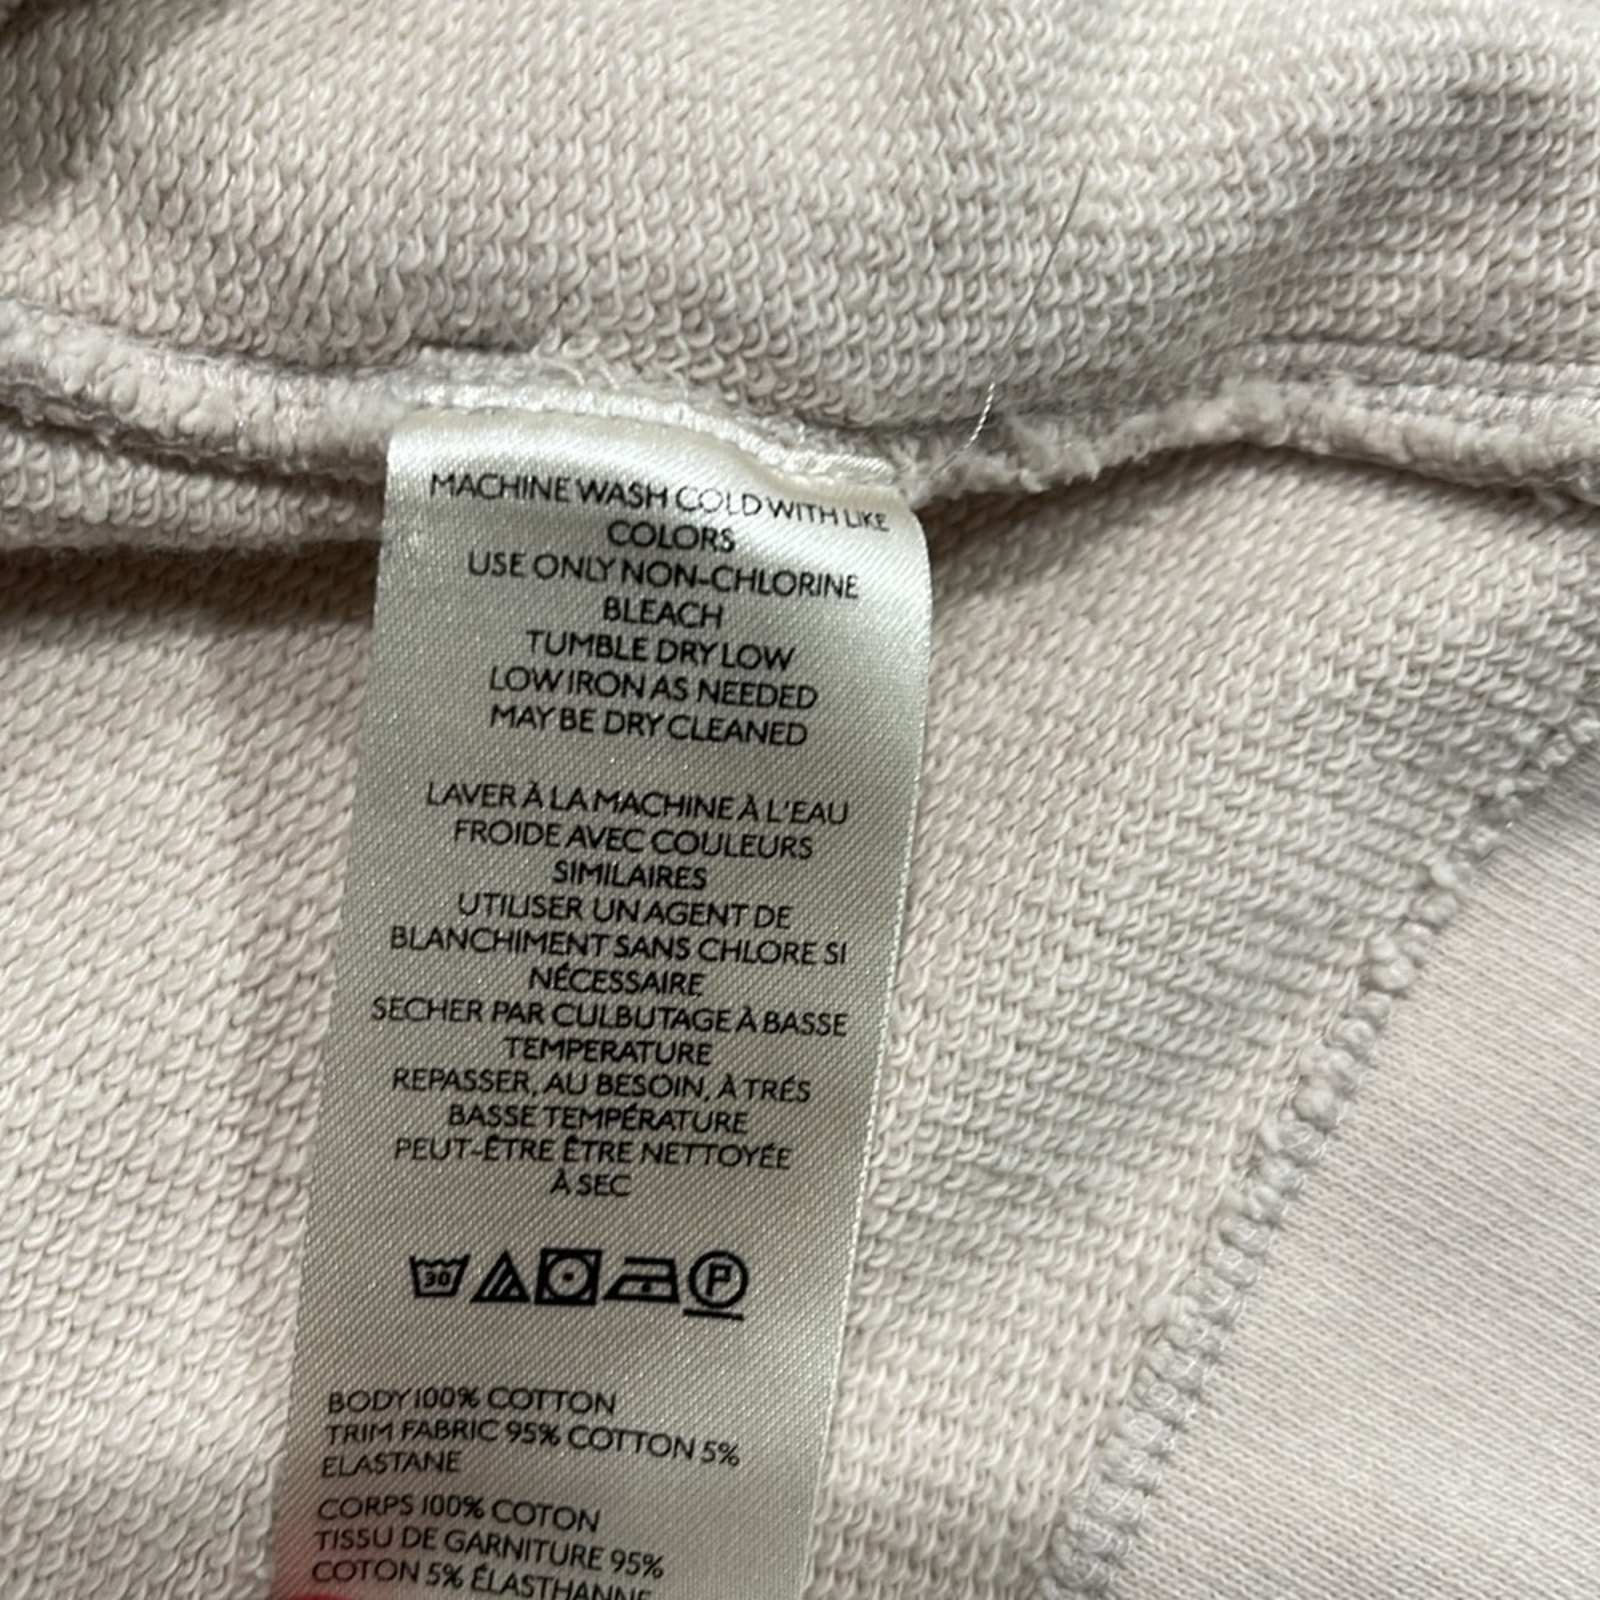 MACHINE WASH COLD WITH LIKE
COLORS
USE ONLY NON-CHLORINE
BLEACH
TUMBLE DRY LOW
LOW IRON AS NEEDED
MAY BE DRY CLEANED
LAVER À LA MACHINE À L'EAU
FROIDE AVEC COULEURS
SIMILAIRES
UTILISER UN AGENT DE
BLANCHIMENT SANS CHLORE SI
NÉCESSAIRE
SECHER PAR CULBUTAGE À BASSE
TEMPERATURE
REPASSER, AU BESOIN, À TRÉS
BASSE TEMPÉRATURE
PEUT-ÊTRE ÊTRE NETTOYÉE
À SEC
30 P
BODY 100% COTTON
TRIM FABRIC 95% COTTON 5%
ELASTANE
CORPS 100% COTON
TISSU DE GARNITURE 95%
COTON 5% ÉLASTHANNE